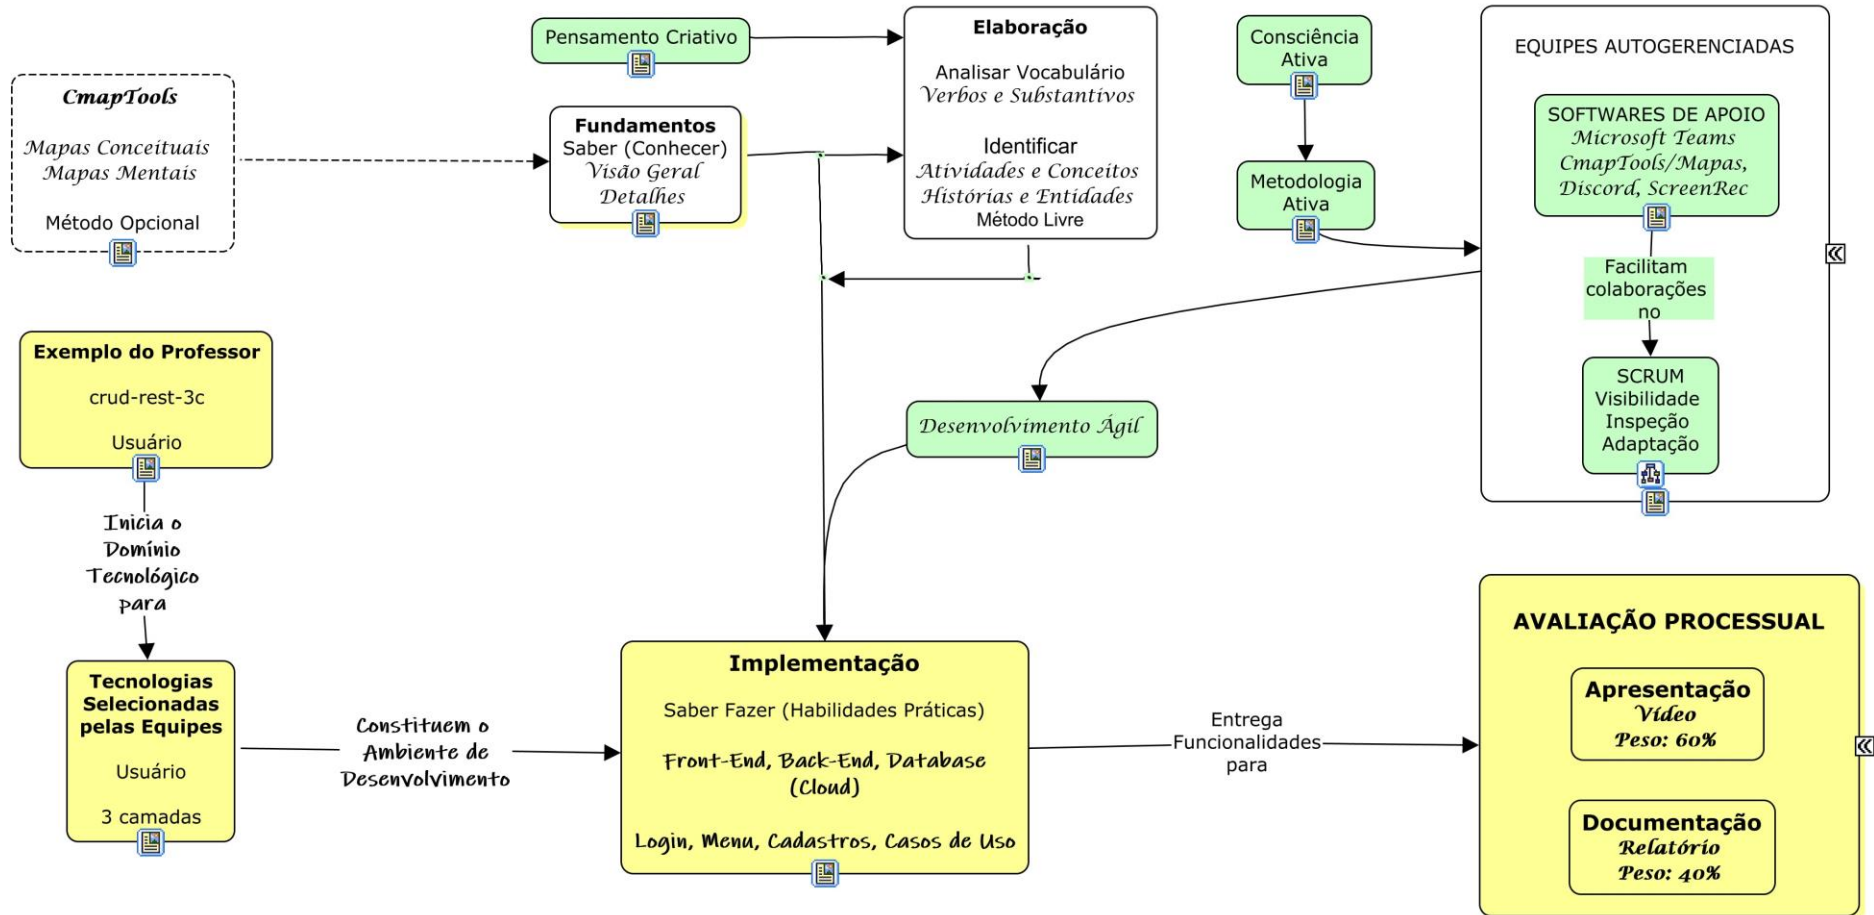 CmapTools
Mapas Conceituais
Mapas Mentais
Método Opcional
Pensamento Criativo
Fundamentos
Saber (Conhecer)
Visão Geral
Detalhes
Elaboração
Analisar Vocabulário
Verbos e Substantivos
Identificar
Atividades e Conceitos
Histórias e Entidades
Método Livre
Consciência
Ativa
Metodologia
Ativa
EQUIPES AUTOGERENCIADAS
SOFTWARES DE APOIO
Microsoft Teams
CmapTools/Mapas,
Discord, ScreenRec
Facilitam
colaborações
no
SCRUM
Visibilidade
Inspeção
Adaptação
Desenvolvimento Ágil
Exemplo do Professor
crud-rest-3c
Usuário
Inicia o
Domínio
Tecnológico
para
Tecnologias
Selecionadas
pelas Equipes
Usuário
3 camadas
Constituem o
Ambiente de
Desenvolvimento
Implementação
Saber Fazer (Habilidades Práticas)
Front-End, Back-End, Database
(Cloud)
Login, Menu, Cadastros, Casos de Uso
Entrega
Funcionalidades
para
AVALIAÇÃO PROCESSUAL
Apresentação
Vídeo
Peso: 60%
Documentação
Relatório
Peso: 40%